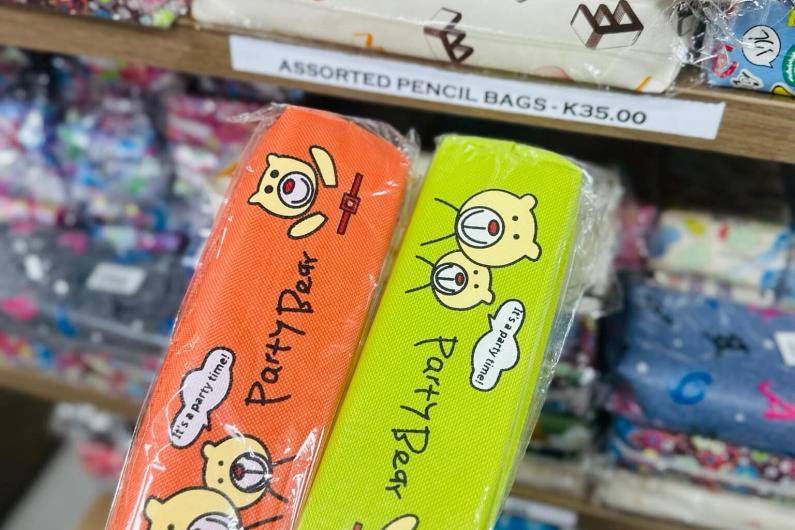 ASSORTED PENCIL BAGS - K35.00
Party Bear
It's a party time!
Party Bear
It's a party time!